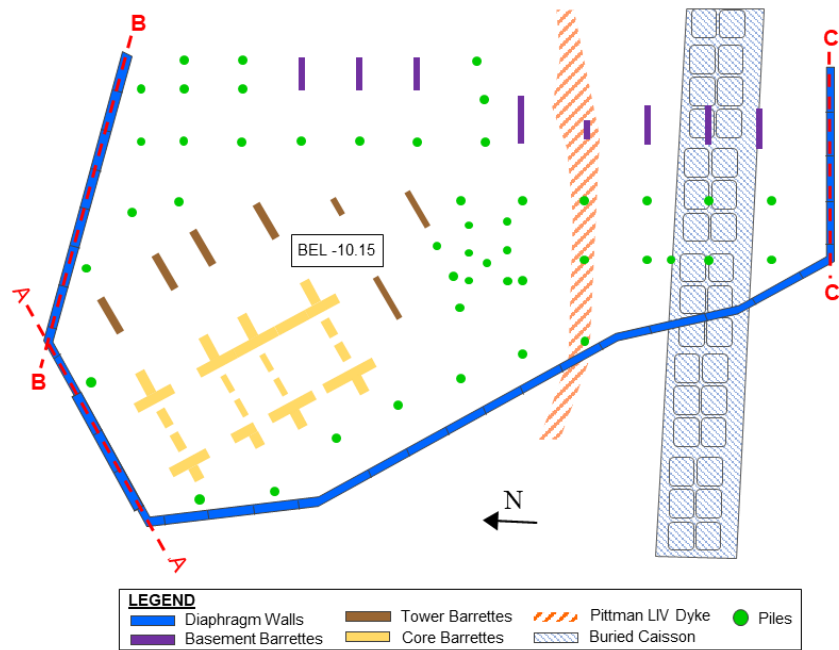 B
C
BEL -10.15
A
B
C
N
A
LEGEND
Diaphragm Walls
Tower Barrettes
Pittman LIV Dyke
Piles
Basement Barrettes
Core Barrettes
Buried Caisson